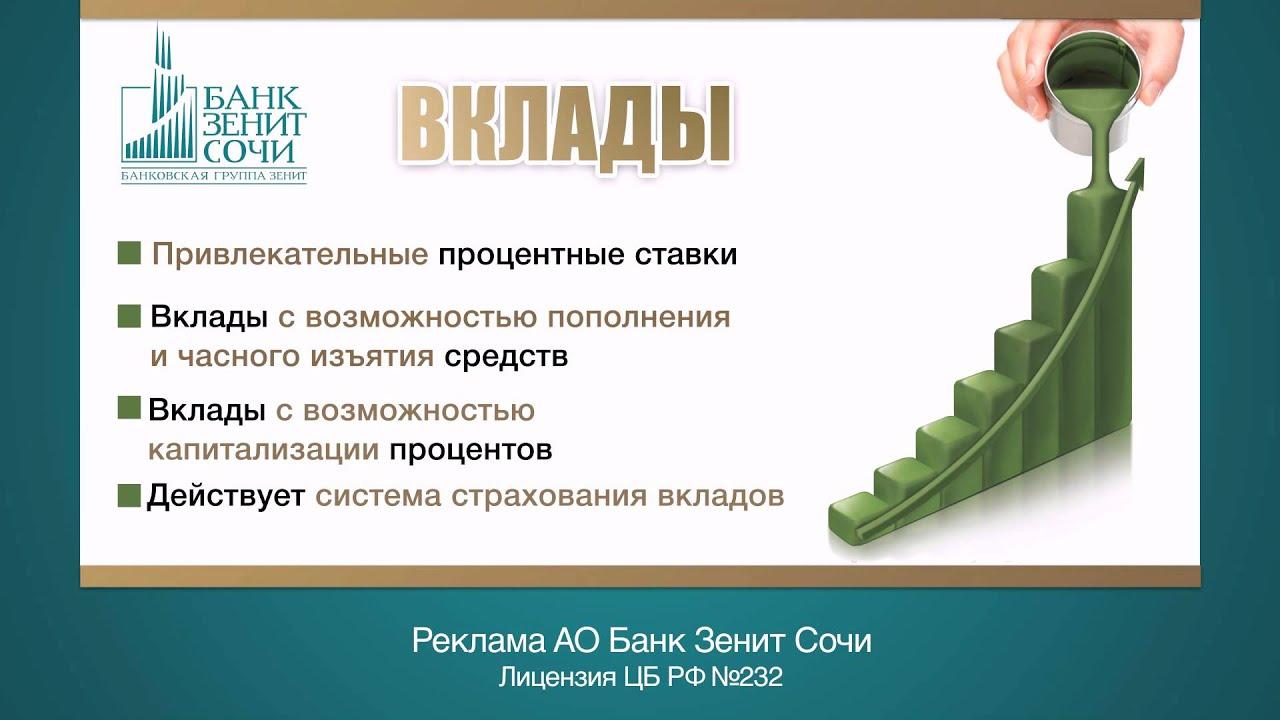 БАНК
ЗЕНИТ
СОЧИ
БАНКОВСКАЯ ГРУППА ЗЕНИТ
ВКЛАДЫ
Привлекательные процентные ставки
Вклады с возможностью пополнения
и часного изъятия средств
Вклады с возможностью
капитализации процентов
Действует система страхования вкладов
Реклама АО Банк Зенит Сочи
Лицензия ЦБ РФ №232